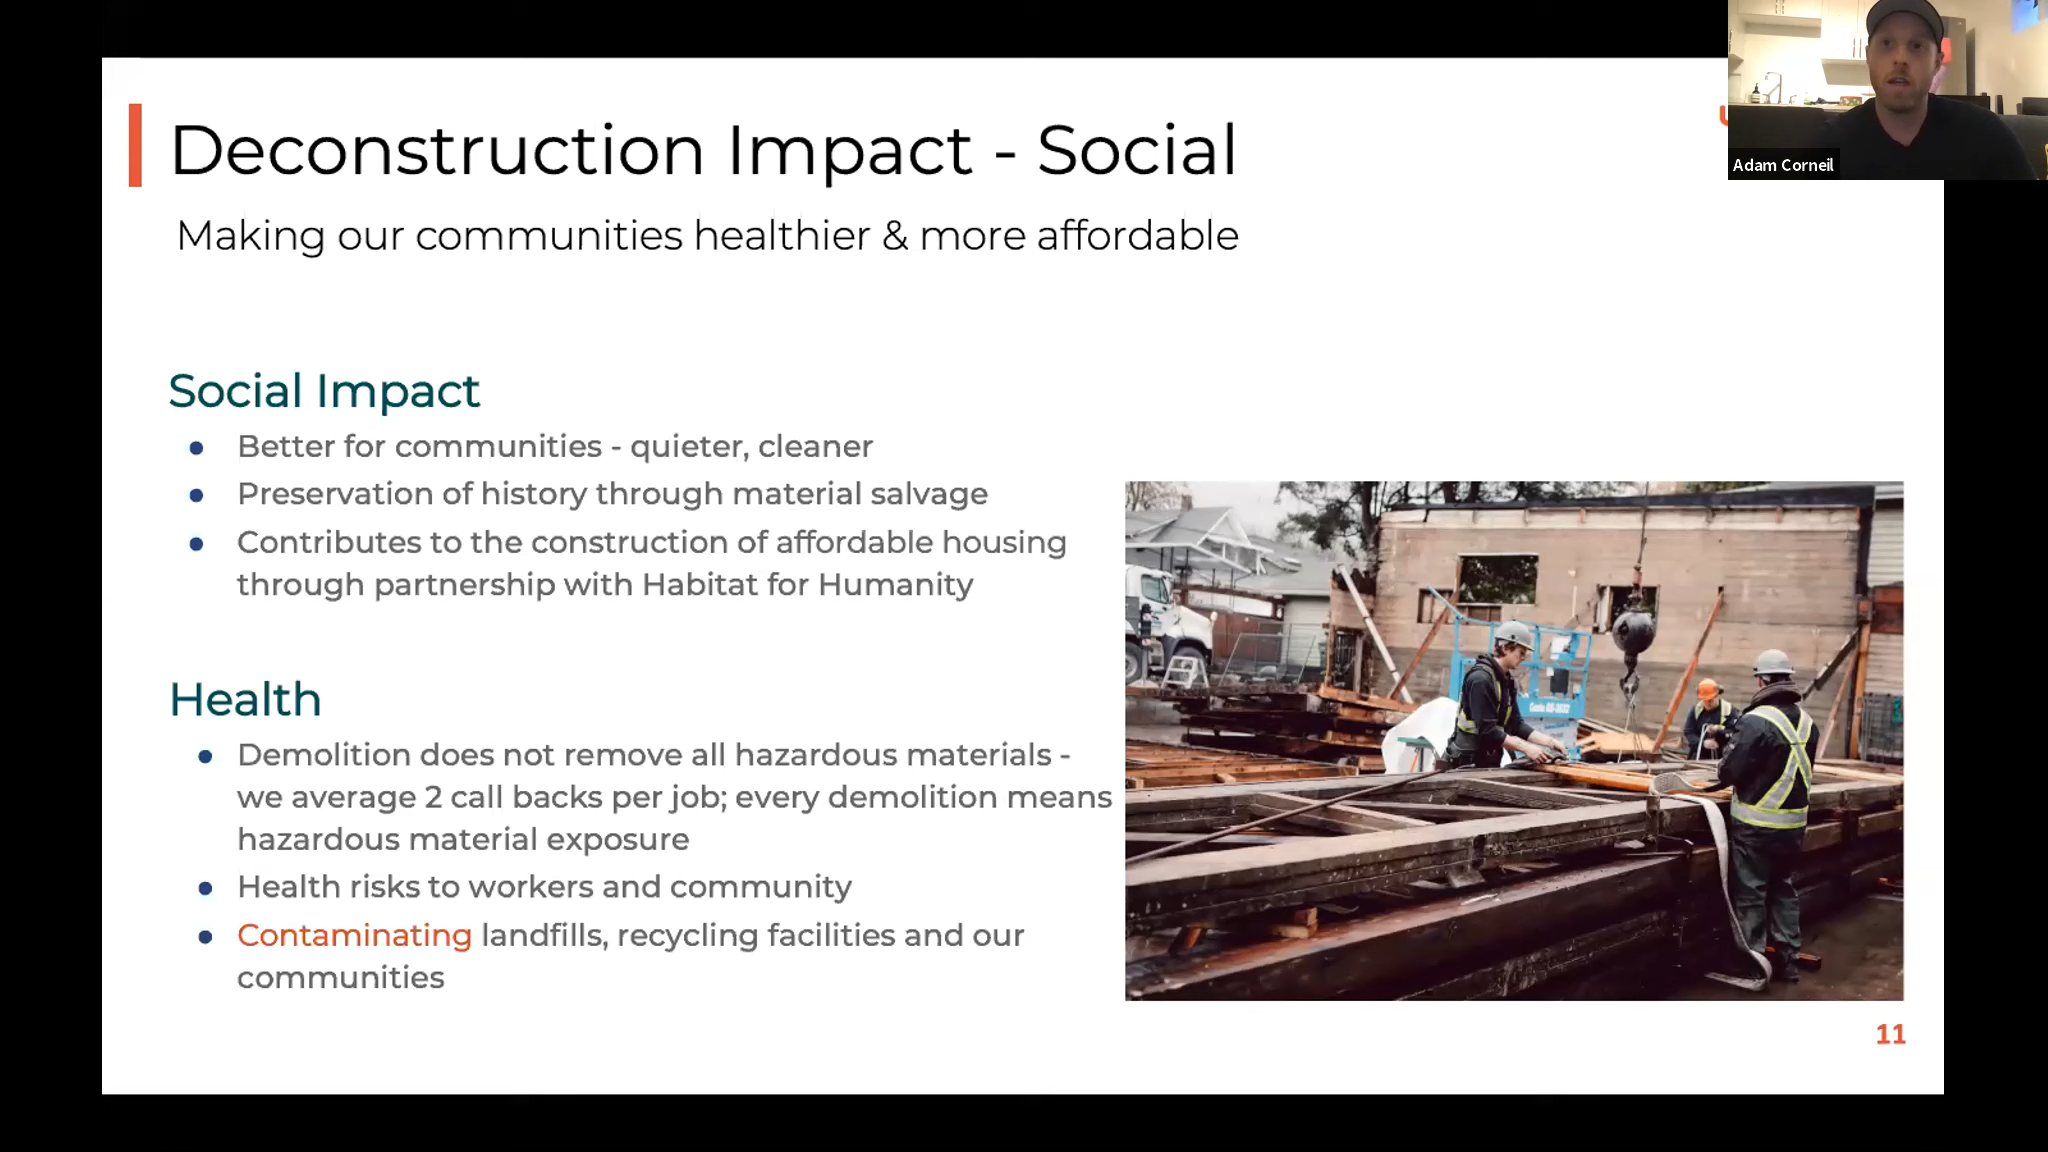 Adam Corneil
Deconstruction Impact - Social
Making our communities healthier & more affordable
Social Impact
● Better for communities - quieter, cleaner
● Preservation of history through material salvage
● Contributes to the construction of affordable housing
through partnership with Habitat for Humanity
Health
● Demolition does not remove all hazardous materials -
we average 2 call backs per job; every demolition means
hazardous material exposure
● Health risks to workers and community
● Contaminating landfills, recycling facilities and our
communities
11